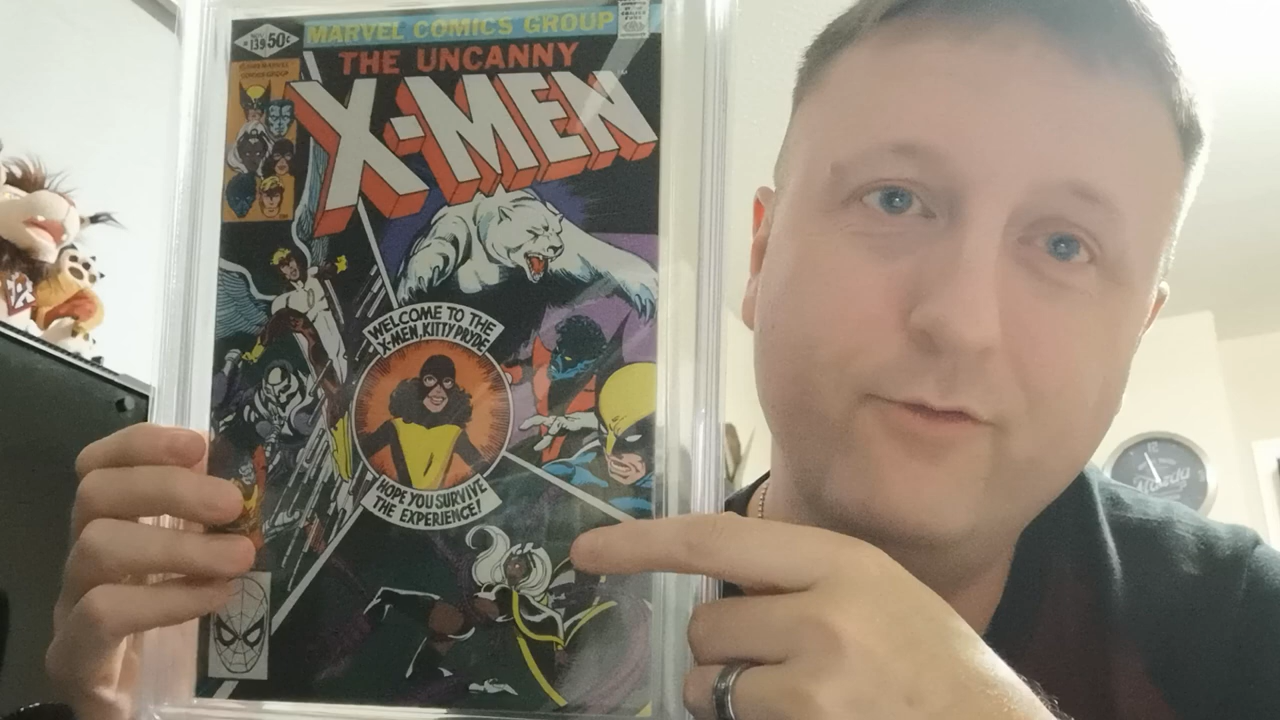 MARVEL COMICS GROUP
139 50¢
THE UNCANNY
X-MEN
WELCOME TO THE
X-MEN, KITTY PRYDE
HOPE YOU SURVIVE
THE EXPERIENCE!